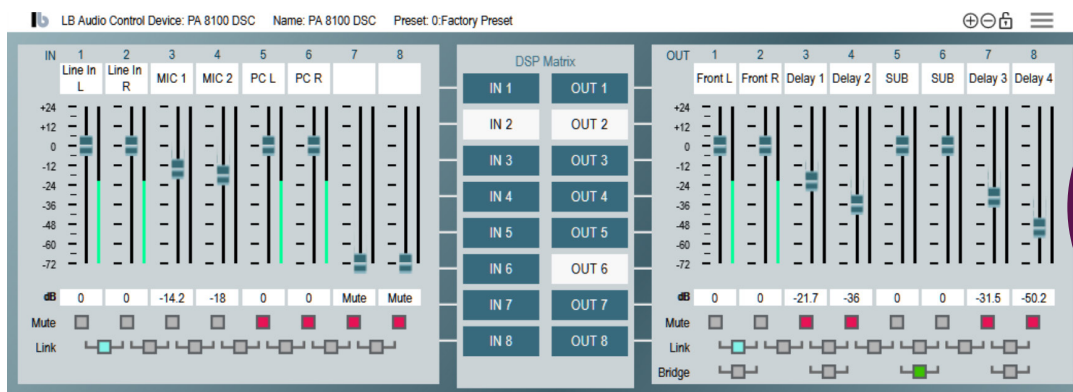 lb LB Audio Control Device: PA 8100 DSC Name: PA 8100 DSC Preset: 0:Factory Preset
IN 1 2 3 4 5 6 7 8
Line In L Line In R MIC 1 MIC 2 PC L PC R
+24
+12
0
-12
-24
-36
-48
-60
-72
dB 0 0 -14.2 -18 0 0 Mute Mute
Mute
Link
DSP Matrix
IN 1 OUT 1
IN 2 OUT 2
IN 3 OUT 3
IN 4 OUT 4
IN 5 OUT 5
IN 6 OUT 6
IN 7 OUT 7
IN 8 OUT 8
OUT 1 2 3 4 5 6 7 8
Front L Front R Delay 1 Delay 2 SUB SUB Delay 3 Delay 4
+24
+12
0
-12
-24
-36
-48
-60
-72
dB 0 0 -21.7 -36 0 0 -31.5 -50.2
Mute
Link
Bridge